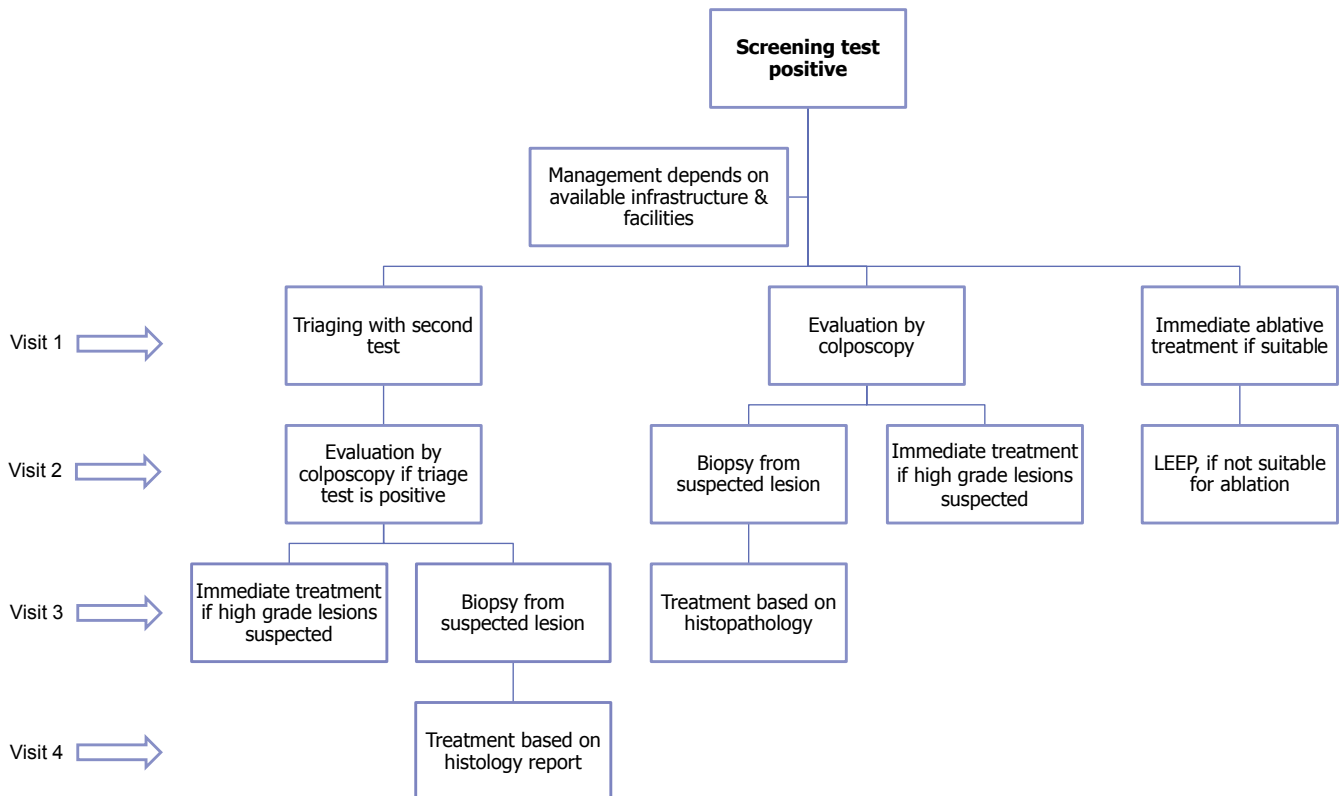 Screening test
positive
Management depends on
available infrastructure &
facilities
Visit 1
Triaging with second
test
Evaluation by
colposcopy
Immediate ablative
treatment if suitable
Visit 2
Evaluation by
colposcopy if triage
test is positive
Biopsy from
suspected lesion
Immediate treatment
if high grade lesions
suspected
LEEP, if not suitable
for ablation
Visit 3
Immediate treatment
if high grade lesions
suspected
Biopsy from
suspected lesion
Treatment based on
histopathology
Visit 4
Treatment based on
histology report